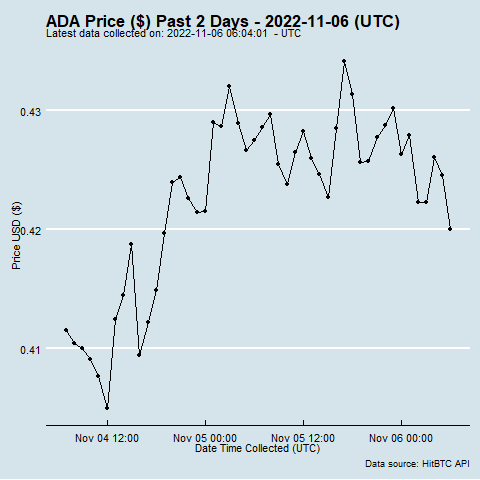 ADA Price ($) Past 2 Days - 2022-11-06 (UTC)
Latest data collected on: 2022-11-06 06:04:01 - UTC
0.43
0.42
0.41
Price USD ($)
Nov 04 12:00 Nov 05 00:00 Nov 05 12:00 Nov 06 00:00
Date Time Collected (UTC)
Data source: HitBTC API